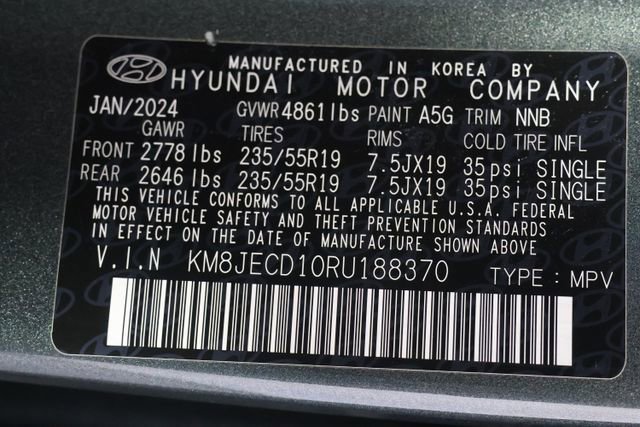 MANUFACTURED IN KOREA BY
HYUNDAI MOTOR COMPANY
JAN/2024 GVWR 4861lbs PAINT A5G TRIM NNB
GAWR TIRES RIMS COLD TIRE INFL
FRONT 2778 lbs 235/55R19 7.5JX19 35psi SINGLE
REAR 2646 lbs 235/55R19 7.5JX19 35psi SINGLE
THIS VEHICLE CONFORMS TO ALL APPLICABLE U.S.A. FEDERAL
MOTOR VEHICLE SAFETY AND THEFT PREVENTION STANDARDS
IN EFFECT ON THE DATE OF MANUFACTURE SHOWN ABOVE.
V.I.N KM8JECD10RU188370 TYPE : MPV